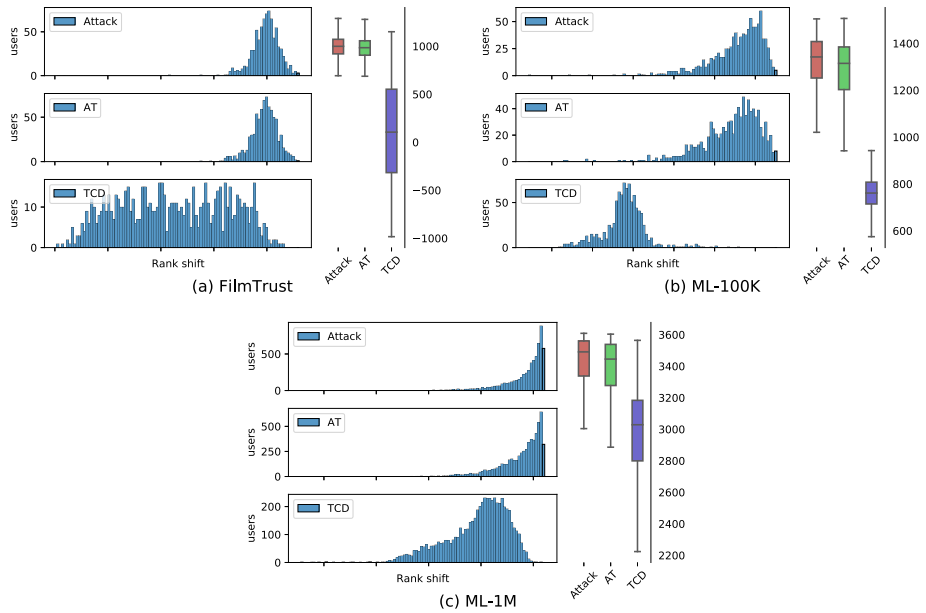 users
50
0
Attack
users
50
0
AT
users
10
0
TCD
Rank shift
1000
500
0
−500
−1000
Attack
AT
TCD
(a) FilmTrust
users
50
25
0
Attack
users
40
20
0
AT
users
50
0
TCD
Rank shift
1400
1200
1000
800
600
Attack
AT
TCD
(b) ML-100K
users
500
0
Attack
users
500
250
0
AT
users
200
100
0
TCD
Rank shift
3600
3400
3200
3000
2800
2600
2400
2200
Attack
AT
TCD
(c) ML-1M